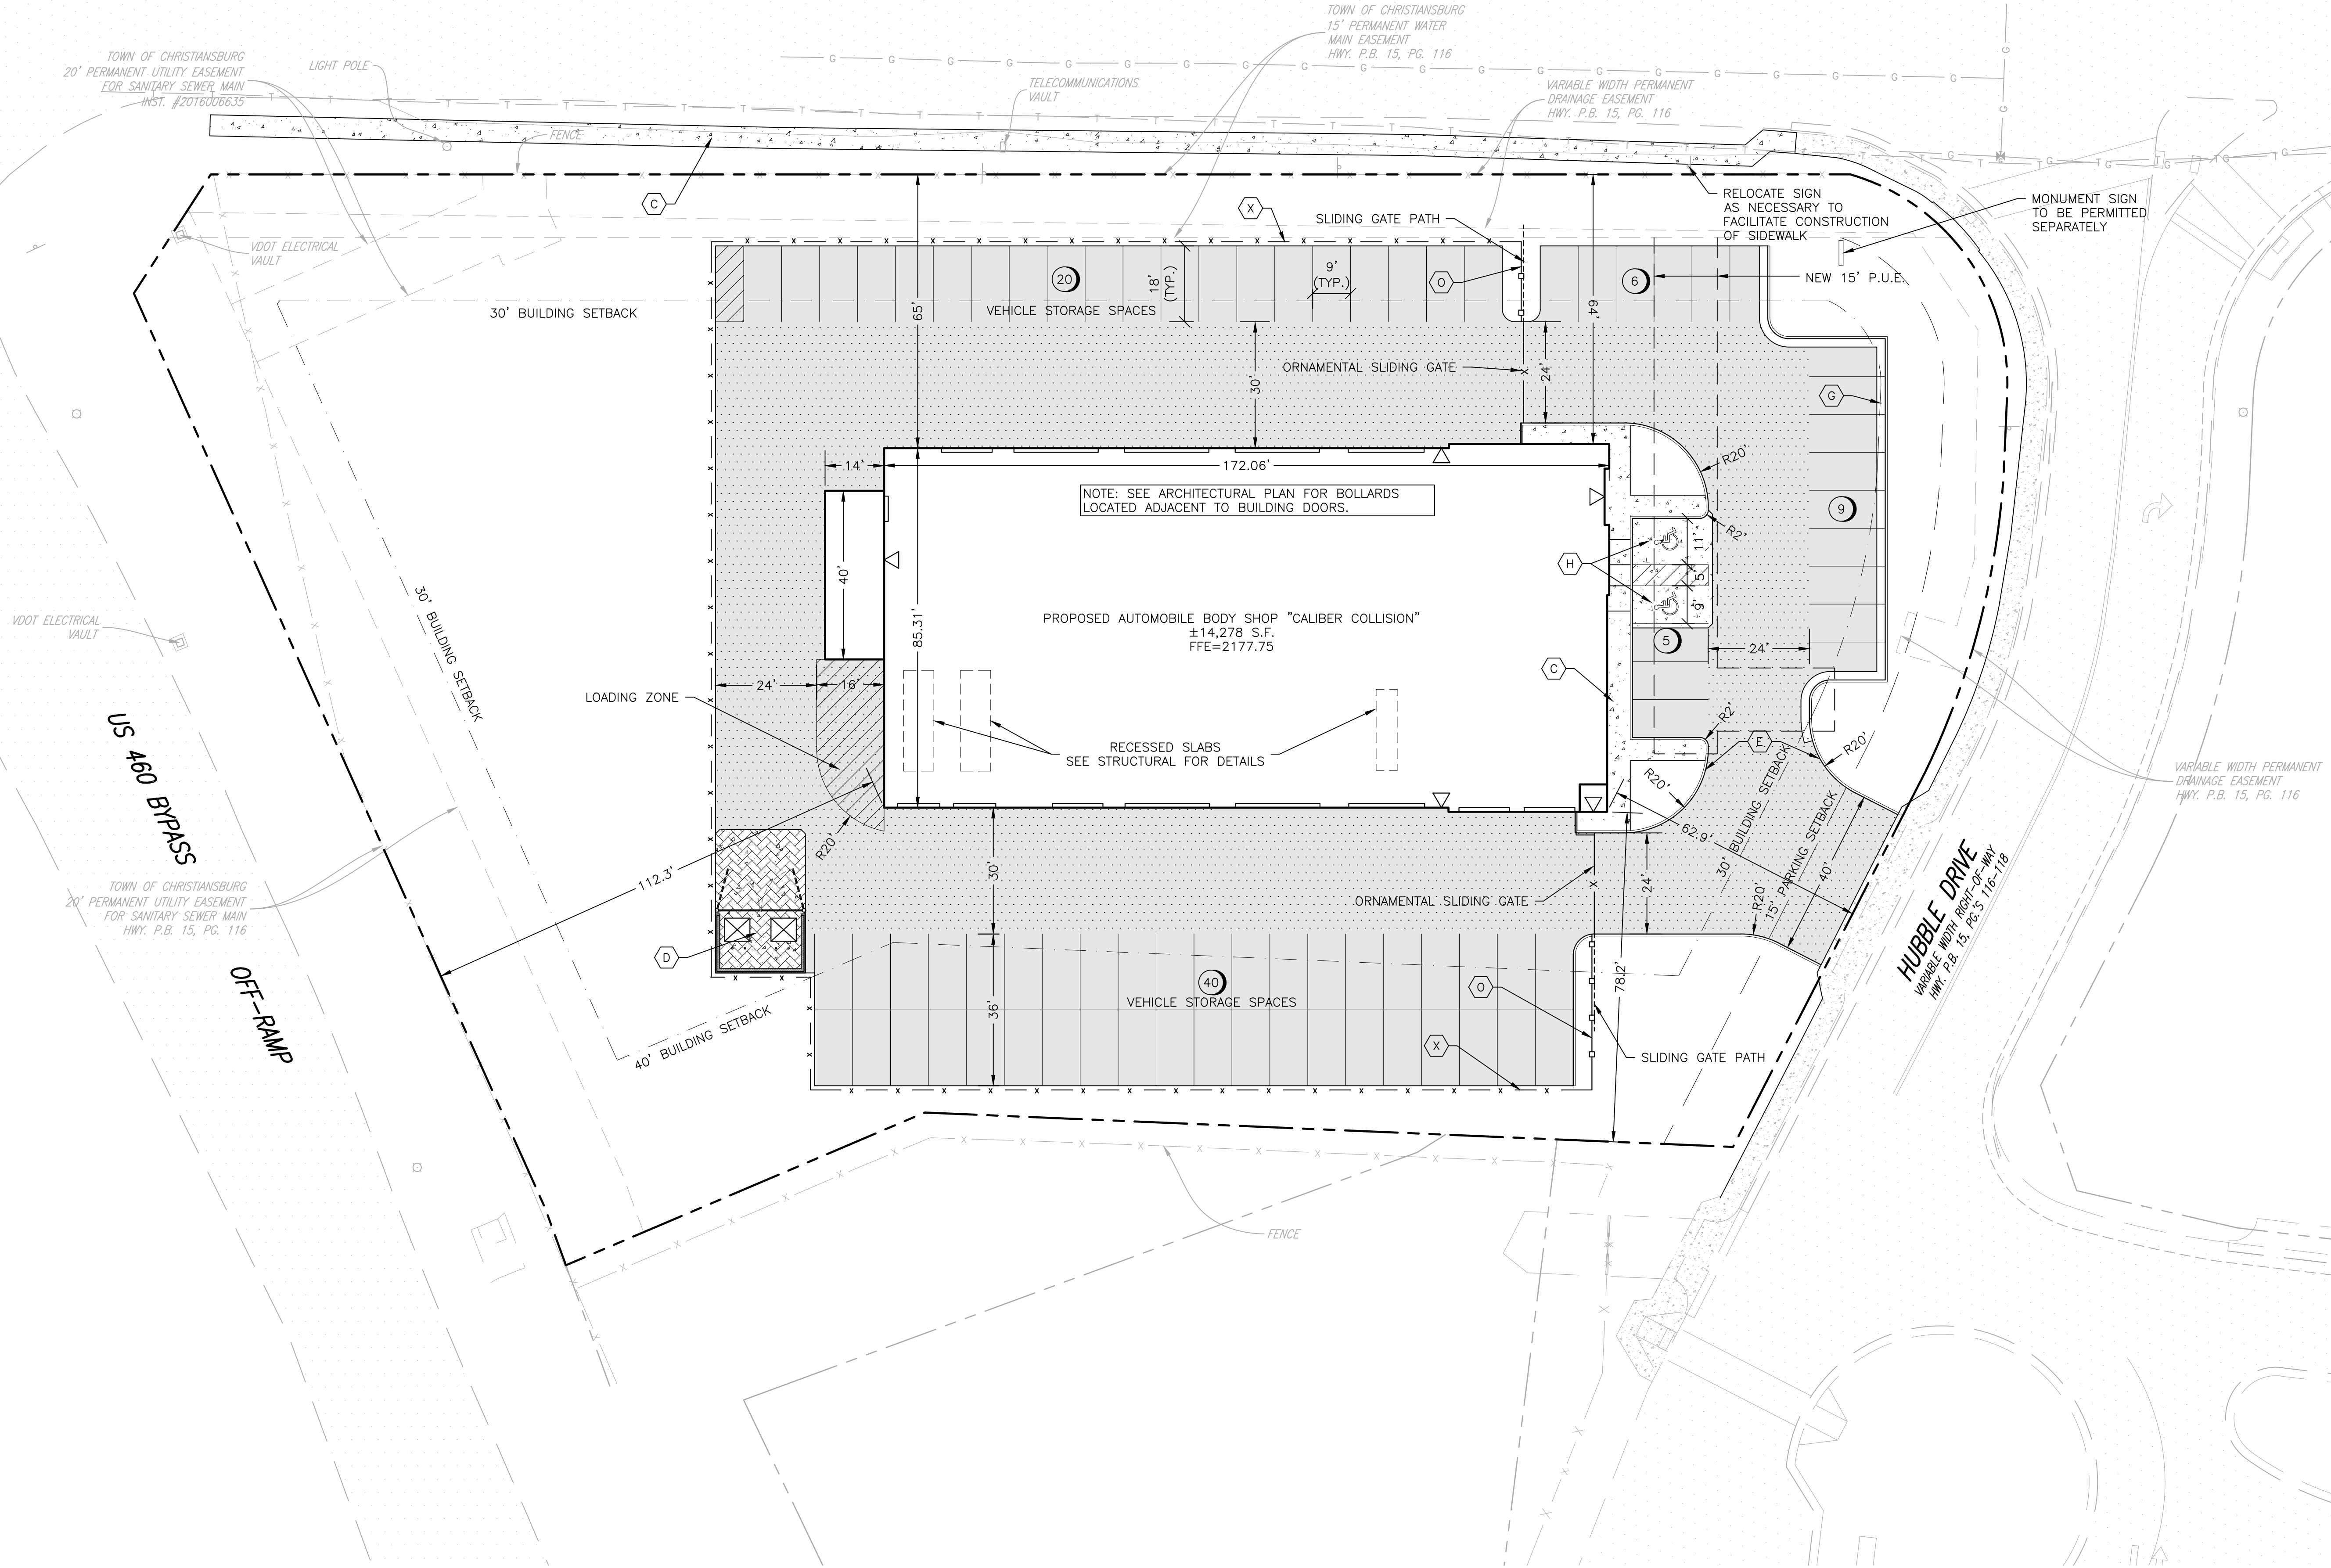 TOWN OF CHRISTIANSBURG
15' PERMANENT WATER
MAIN EASEMENT
HWY. P.B. 15, PG. 116
TOWN OF CHRISTIANSBURG
20' PERMANENT UTILITY EASEMENT
FOR SANITARY SEWER MAIN
INST. #2016006635
LIGHT POLE
TELECOMMUNICATIONS
VAULT
VARIABLE WIDTH PERMANENT
DRAINAGE EASEMENT
HWY. P.B. 15, PG. 116
FENCE
C
X
SLIDING GATE PATH
RELOCATE SIGN
AS NECESSARY TO
FACILITATE CONSTRUCTION
OF SIDEWALK
MONUMENT SIGN
TO BE PERMITTED
SEPARATELY
VDOT ELECTRICAL
VAULT
30' BUILDING SETBACK
65'
20
VEHICLE STORAGE SPACES
18'
(TYP.)
9'
(TYP.)
O
64'
6
NEW 15' P.U.E.
ORNAMENTAL SLIDING GATE
30'
24'
G
14'
172.06'
R20'
NOTE: SEE ARCHITECTURAL PLAN FOR BOLLARDS
LOCATED ADJACENT TO BUILDING DOORS.
9
R2'
11'
H
5'
9'
40'
85.31'
30' BUILDING SETBACK
VDOT ELECTRICAL
VAULT
PROPOSED AUTOMOBILE BODY SHOP "CALIBER COLLISION"
±14,278 S.F.
FFE=2177.75
5
24'
C
24'
16'
LOADING ZONE
R2'
E
R20'
RECESSED SLABS
SEE STRUCTURAL FOR DETAILS
R20'
VARIABLE WIDTH PERMANENT
DRAINAGE EASEMENT
HWY. P.B. 15, PG. 116
US 460 BYPASS
OFF-RAMP
TOWN OF CHRISTIANSBURG
20' PERMANENT UTILITY EASEMENT
FOR SANITARY SEWER MAIN
HWY. P.B. 15, PG. 116
112.3'
R20'
30'
62.9'
30' BUILDING SETBACK
15' PARKING SETBACK
40'
24'
R20'
ORNAMENTAL SLIDING GATE
HUBBLE DRIVE
VARIABLE WIDTH RIGHT-OF-WAY
HWY. P.B. 15, PG.'S 116-118
D
40
VEHICLE STORAGE SPACES
36'
O
78.2'
40' BUILDING SETBACK
X
SLIDING GATE PATH
FENCE